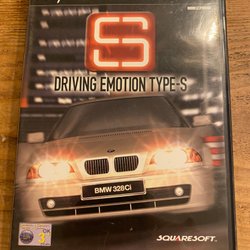 S
DRIVING EMOTION TYPE-S
BMW 328Ci
SQUARESOFT